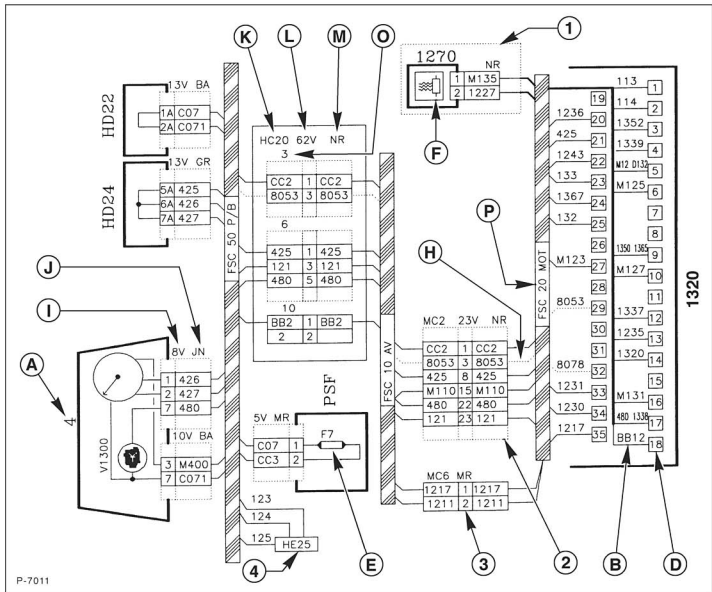 K L M O 1
1270
NR
1 M135
2 1227
F
HD22
13V BA
1A C07
2A C071
HD24
13V GR
5A 425
6A 426
7A 427
FSC 50 P/B
HC20 62V NR
3
CC2 1 CC2
8053 3 8053
6
425 1 425
121 3 121
480 5 480
10
BB2 1 BB2
2 2
J
I
8V JN
A
4
V1300
1 426
2 427
7 480
10V BA
3 M400
7 C071
PSF
5V MR
C07 1
CC3 2
F7
E
123
124
125
HE25
4
FSC 10 AV
H
P
MC2 23V NR
CC2 1 CC2
8053 3 8053
425 8 425
M110 15 M110
480 22 480
121 23 121
2
MC6 MR
1217 1 1217
1211 2 1211
3
FSC 20 MOT
19
1236 20
425 21
1243 22
133 23
1367 24
132 25
26
M123 27
28
8053 29
30
31
8078 32
1231 33
1230 34
1217 35
113 1
114 2
1352 3
1339 4
M12 D132 5
M125 6
7
8
1350 1365 9
M127 10
11
1337 12
1235 13
1320 14
15
M131 16
480 1338 17
BB12 18
1320
B
D
P-7011